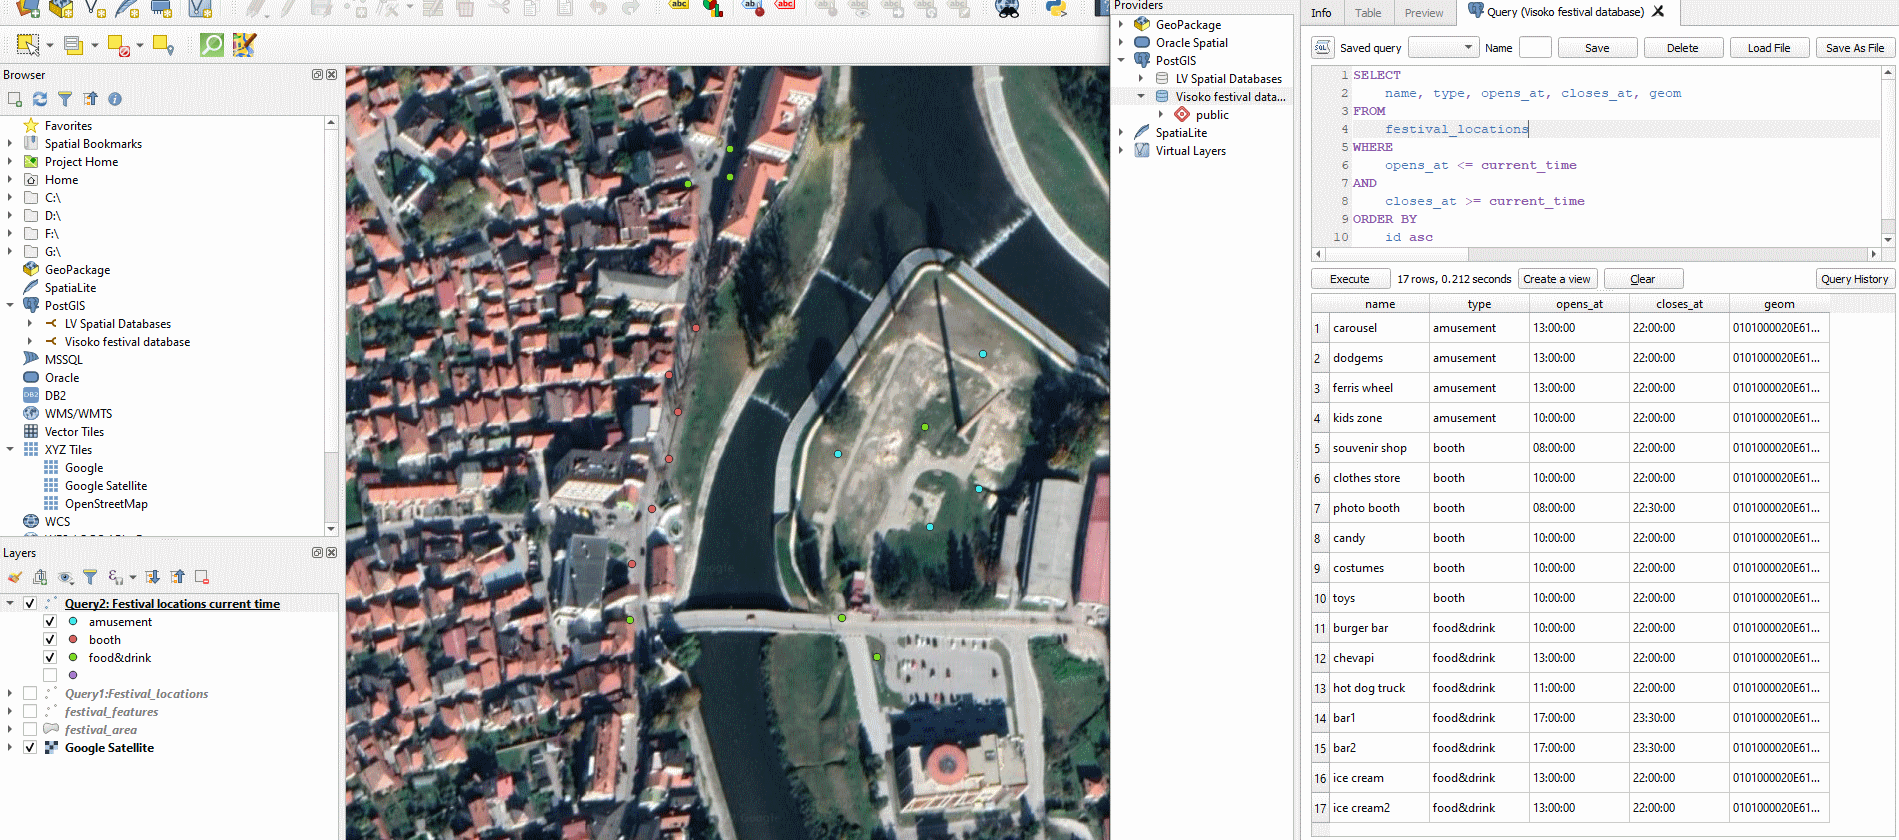 abc
abc
abc
abc
Browser
Favorites
Spatial Bookmarks
Project Home
Home
C:\
D:\
F:\
G:\
GeoPackage
SpatiaLite
PostGIS
LV Spatial Databases
Visoko festival database
MSSQL
Oracle
DB2
DB2
WMS/WMTS
Vector Tiles
XYZ Tiles
Google
Google Satellite
OpenStreetMap
WCS
Layers
Query2: Festival locations current time
amusement
booth
food&drink
Query1:Festival_locations
festival_features
festival_area
Google Satellite
Providers
GeoPackage
Oracle Spatial
PostGIS
LV Spatial Databases
Visoko festival data...
public
SpatiaLite
Virtual Layers
Info Table Preview Query (Visoko festival database)
SQL Saved query Name Save Delete Load File Save As File
1 SELECT
2 name, type, opens_at, closes_at, geom
3 FROM
4 festival_locations
5 WHERE
6 opens_at <= current_time
7 AND
8 closes_at >= current_time
9 ORDER BY
10 id asc
Execute 17 rows, 0.212 seconds Create a view Clear Query History
name type opens_at closes_at geom
1 carousel amusement 13:00:00 22:00:00 0101000020E61...
2 dodgems amusement 13:00:00 22:00:00 0101000020E61...
3 ferris wheel amusement 13:00:00 22:00:00 0101000020E61...
4 kids zone amusement 10:00:00 22:00:00 0101000020E61...
5 souvenir shop booth 08:00:00 22:00:00 0101000020E61...
6 clothes store booth 10:00:00 22:00:00 0101000020E61...
7 photo booth booth 08:00:00 22:30:00 0101000020E61...
8 candy booth 10:00:00 22:00:00 0101000020E61...
9 costumes booth 10:00:00 22:00:00 0101000020E61...
10 toys booth 10:00:00 22:00:00 0101000020E61...
11 burger bar food&drink 10:00:00 22:00:00 0101000020E61...
12 chevapi food&drink 13:00:00 22:00:00 0101000020E61...
13 hot dog truck food&drink 11:00:00 22:00:00 0101000020E61...
14 bar1 food&drink 17:00:00 23:30:00 0101000020E61...
15 bar2 food&drink 17:00:00 23:30:00 0101000020E61...
16 ice cream food&drink 13:00:00 22:00:00 0101000020E61...
17 ice cream2 food&drink 13:00:00 22:00:00 0101000020E61...